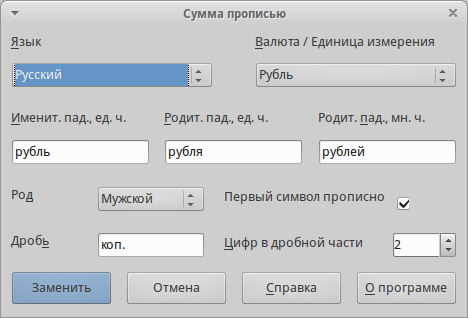 Сумма прописью
Язык
Валюта / Единица измерения
Русский
Рубль
Именит. пад., ед. ч.
Родит. пад., ед. ч.
Родит. пад., мн. ч.
рубль
рубля
рублей
Род
Мужской
Первый символ прописно
Дробь
коп.
Цифр в дробной части
2
Заменить
Отмена
Справка
О программе